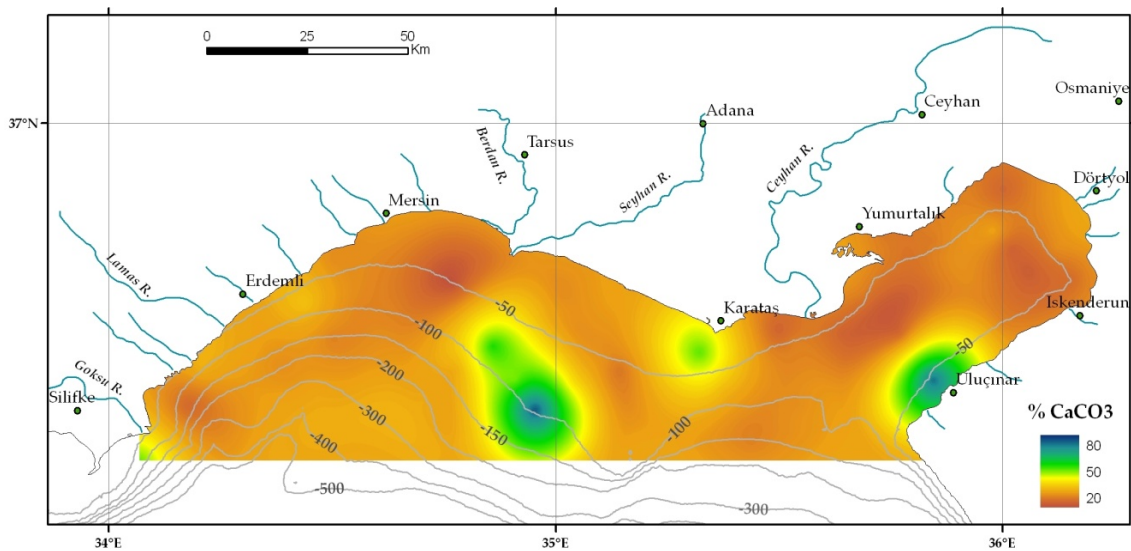 0 25 50
Km
Osmaniye
Ceyhan
Adana
37°N
Tarsus
Berdan R.
Ceyhan R.
Seyhan R.
Dörtyol
Mersin
Yumurtalık
Lamas R.
Erdemli
Karataş
İskenderun
-50
-100
-50
Goksu R.
-200
Uluçınar
Silifke
-300
-100
% CaCO3
-400
-150
80
50
-500
20
-300
34°E 35°E 36°E